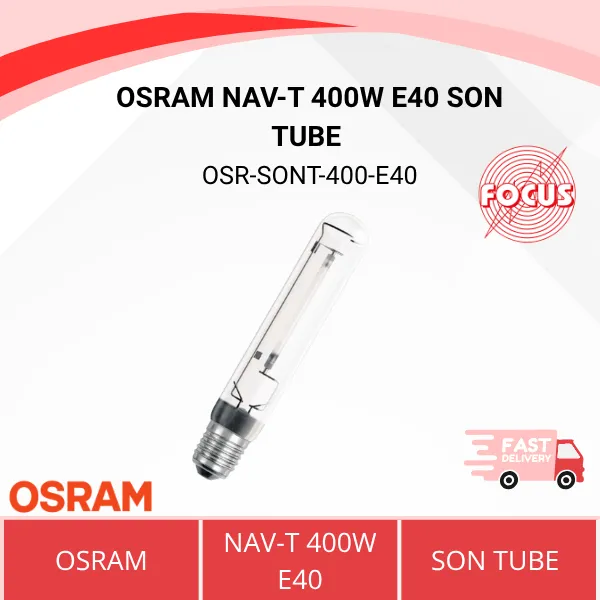 OSRAM NAV-T 400W E40 SON
TUBE
OSR-SONT-400-E40
FOCUS
FAST
DELIVERY
OSRAM
OSRAM
NAV-T 400W
E40
SON TUBE